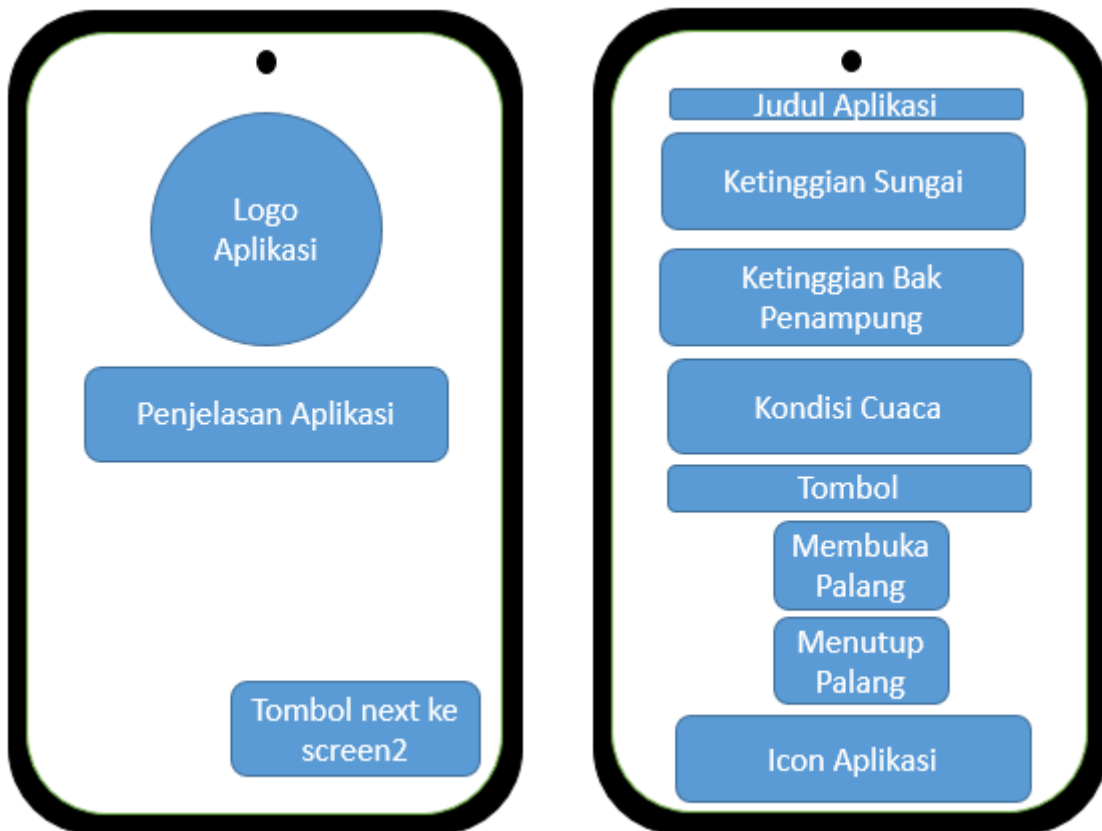 Logo
Aplikasi
Penjelasan Aplikasi
Tombol next ke
screen2
Judul Aplikasi
Ketinggian Sungai
Ketinggian Bak
Penampung
Kondisi Cuaca
Tombol
Membuka
Palang
Menutup
Palang
Icon Aplikasi